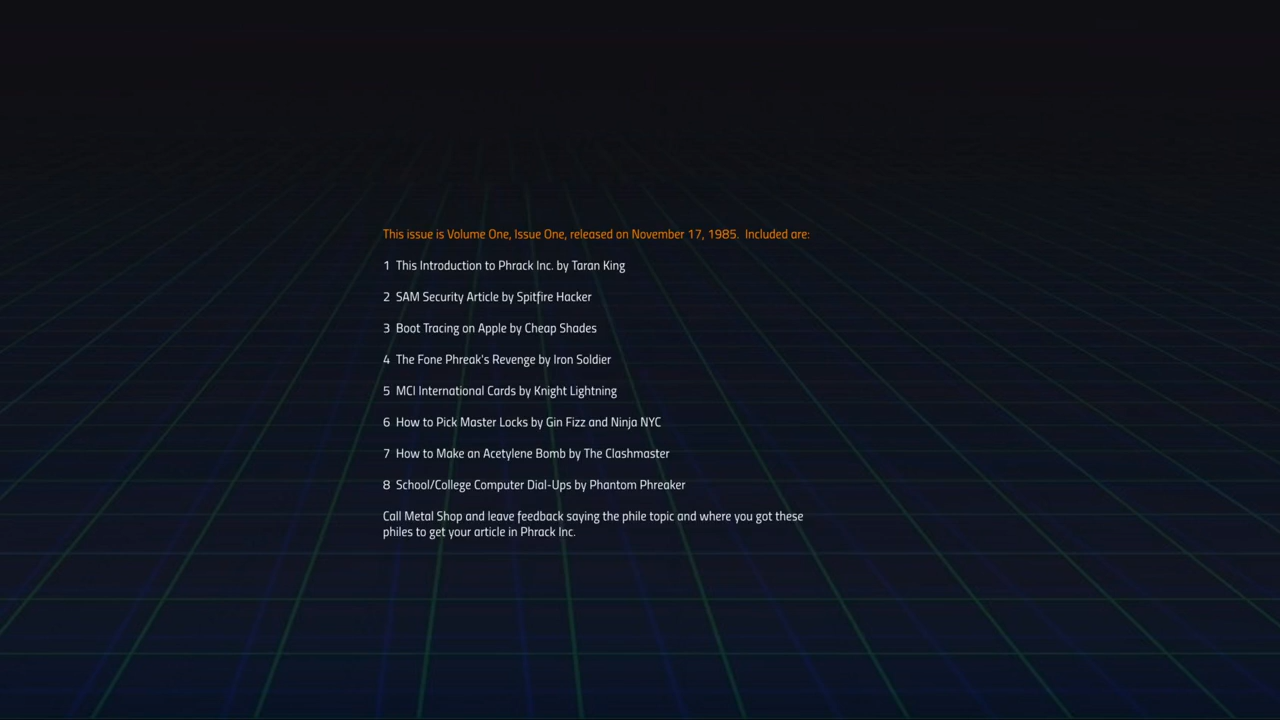 This issue is Volume One, Issue One, released on November 17, 1985.  Included are:
1  This Introduction to Phrack Inc. by Taran King
2  SAM Security Article by Spitfire Hacker
3  Boot Tracing on Apple by Cheap Shades
4  The Fone Phreak's Revenge by Iron Soldier
5  MCI International Cards by Knight Lightning
6  How to Pick Master Locks by Gin Fizz and Ninja NYC
7  How to Make an Acetylene Bomb by The Clashmaster
8  School/College Computer Dial-Ups by Phantom Phreaker
Call Metal Shop and leave feedback saying the phile topic and where you got these
philes to get your article in Phrack Inc.